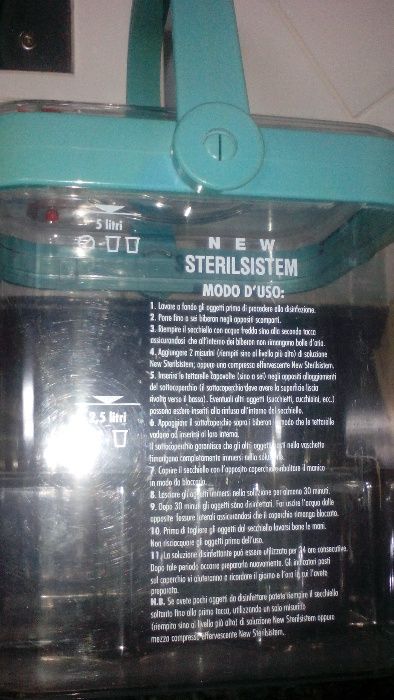 5 litri
NEW
STERILSISTEM
MODO D'USO:
1. Lavare a fondo gli oggetti prima di procedere alla disinfezione.
2. Porre fino a sei biberon negli appositi scomparti.
3. Riempire il secchiello con acqua fredda sino alla seconda tacca
assicurandosi che all'interno dei biberon non rimangano bolle d'aria.
4. Aggiungere 2 misurini (riempiti sino al livello più alto) di soluzione
New Sterilsistem; oppure una compressa effervescente New Sterilsistem.
5. Inserire le tettarelle capovolte (sino a sei) negli appositi alloggiamenti
del sottocoperchio (il sottocoperchio deve avere la superficie liscia
rivolta verso il basso). Eventuali altri oggetti (succhietti, cucchiaini, ecc.)
possono essere inseriti alla rinfusa all'interno del secchiello.
2,5 litri
6. Appoggiare il sottocoperchio sopra i biberon in modo che le tettarelle
vadano ad inserirsi al loro interno.
Il sottocoperchio garantisce che gli altri oggetti posti nella vaschetta
rimangano completamente immersi nella soluzione.
7. Coprire il secchiello con l'apposito coperchio e ribaltare il manico
in modo da bloccarlo.
8. Lasciare gli oggetti immersi nella soluzione per almeno 30 minuti.
9. Dopo 30 minuti gli oggetti sono disinfettati. Far uscire l'acqua dalle
apposite fessure laterali assicurandosi che il coperchio rimanga bloccato.
10. Prima di togliere gli oggetti dal secchiello lavarsi bene le mani.
Non risciacquare gli oggetti prima dell'uso.
11. La soluzione disinfettante può essere utilizzata per 24 ore consecutive.
Dopo tale periodo occorre prepararla nuovamente. Gli indicatori posti
sul coperchio vi aiuteranno a ricordare il giorno e l'ora in cui l'avete
preparata.
N.B. Se avete pochi oggetti da disinfettare potete riempire il secchiello
soltanto fino alla prima tacca, utilizzando un solo misurino
(riempito sino al livello più alto) di soluzione New Sterilsistem oppure
mezza compressa effervescente New Sterilsistem.